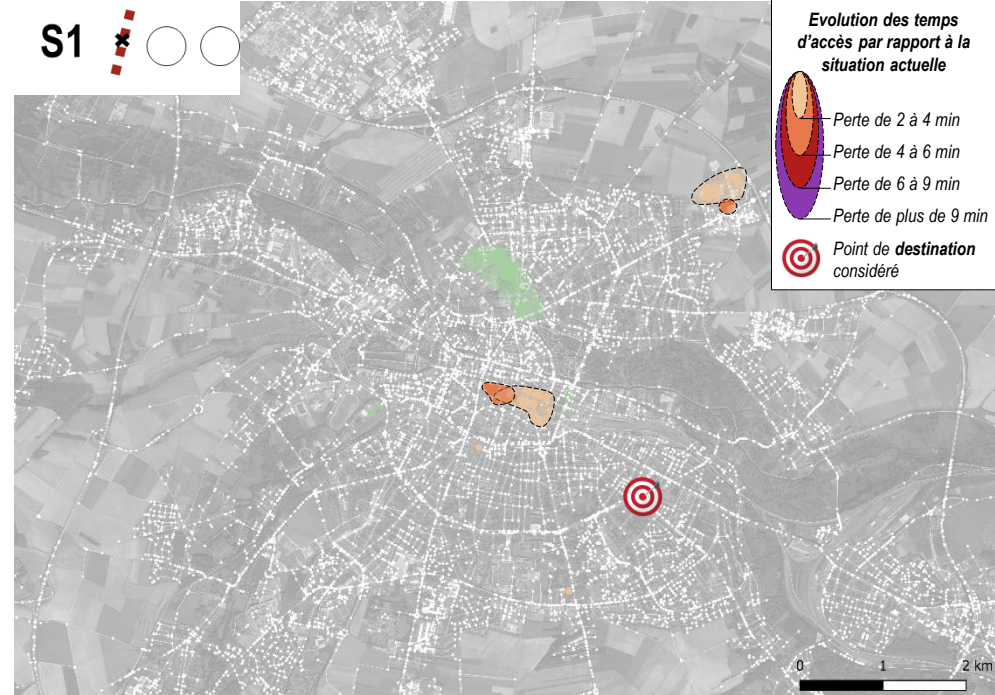 S1
Evolution des temps
d'accès par rapport à la
situation actuelle
Perte de 2 à 4 min
Perte de 4 à 6 min
Perte de 6 à 9 min
Perte de plus de 9 min
Point de destination
considéré
0 1 2 km